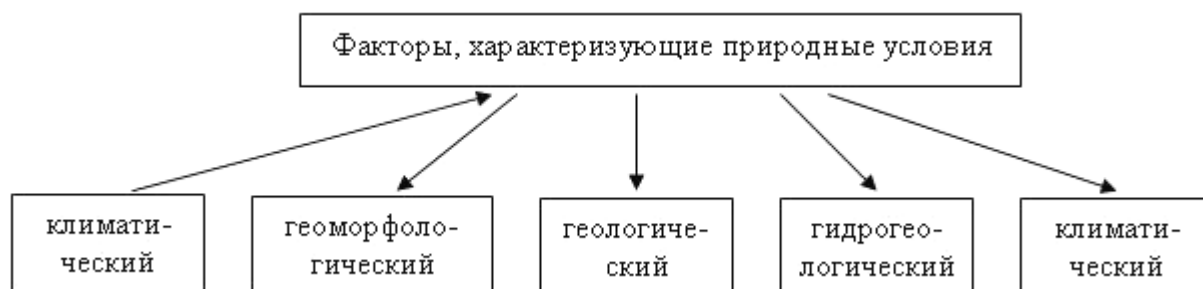 Факторы, характеризующие природные условия
климати-
ческий
геоморфоло-
гический
геологиче-
ский
гидрогео-
логический
климати-
ческий